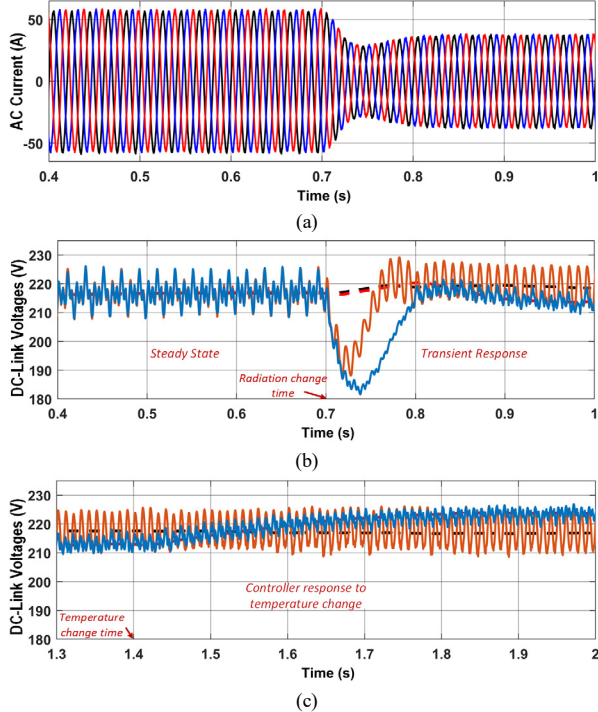 AC Current (A)
50
0
-50
0.4 0.5 0.6 0.7 0.8 0.9 1
Time (s)
(a)
DC-Link Voltages (V)
230
220
210
200
190
180
Steady State
Transient Response
Radiation change
time
0.4 0.5 0.6 0.7 0.8 0.9 1
Time (s)
(b)
DC-Link Voltages (V)
230
220
210
200
190
180
Controller response to
temperature change
Temperature
change time
1.3 1.4 1.5 1.6 1.7 1.8 1.9 2
Time (s)
(c)